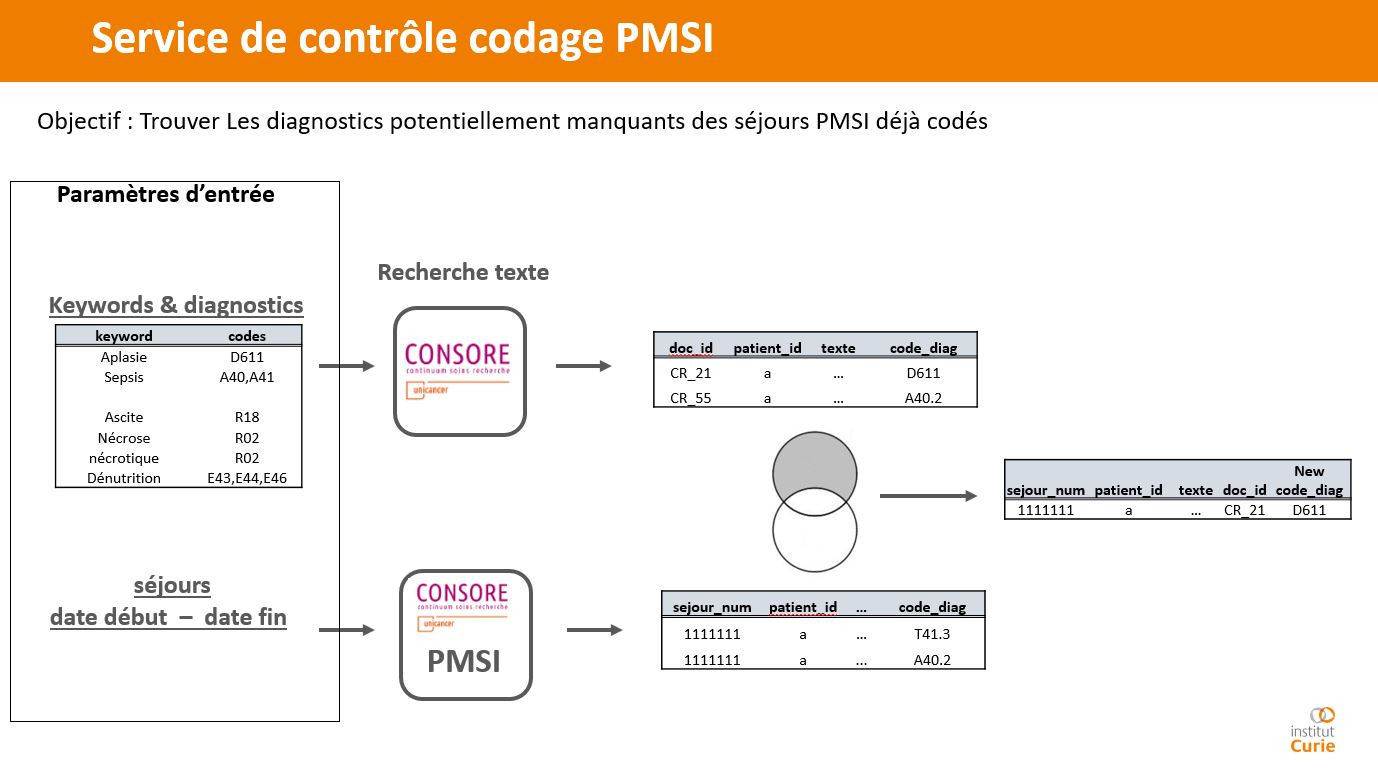 Service de contrôle codage PMSI
Objectif : Trouver Les diagnostics potentiellement manquants des séjours PMSI déjà codés
Paramètres d’entrée
Keywords & diagnostics
keyword codes
Aplasie D611
Sepsis A40,A41
Ascite R18
Nécrose R02
nécrotique R02
Dénutrition E43,E44,E46
séjours
date début – date fin
Recherche texte
CONSORE
continuum soins recherche
unicancer
doc_id patient_id texte code_diag
CR_21 a … D611
CR_55 a … A40.2
CONSORE
continuum soins recherche
unicancer
PMSI
sejour_num patient_id … code_diag
1111111 a … T41.3
1111111 a … A40.2
New
sejour_num patient_id texte doc_id code_diag
1111111 a … CR_21 D611
institut
Curie